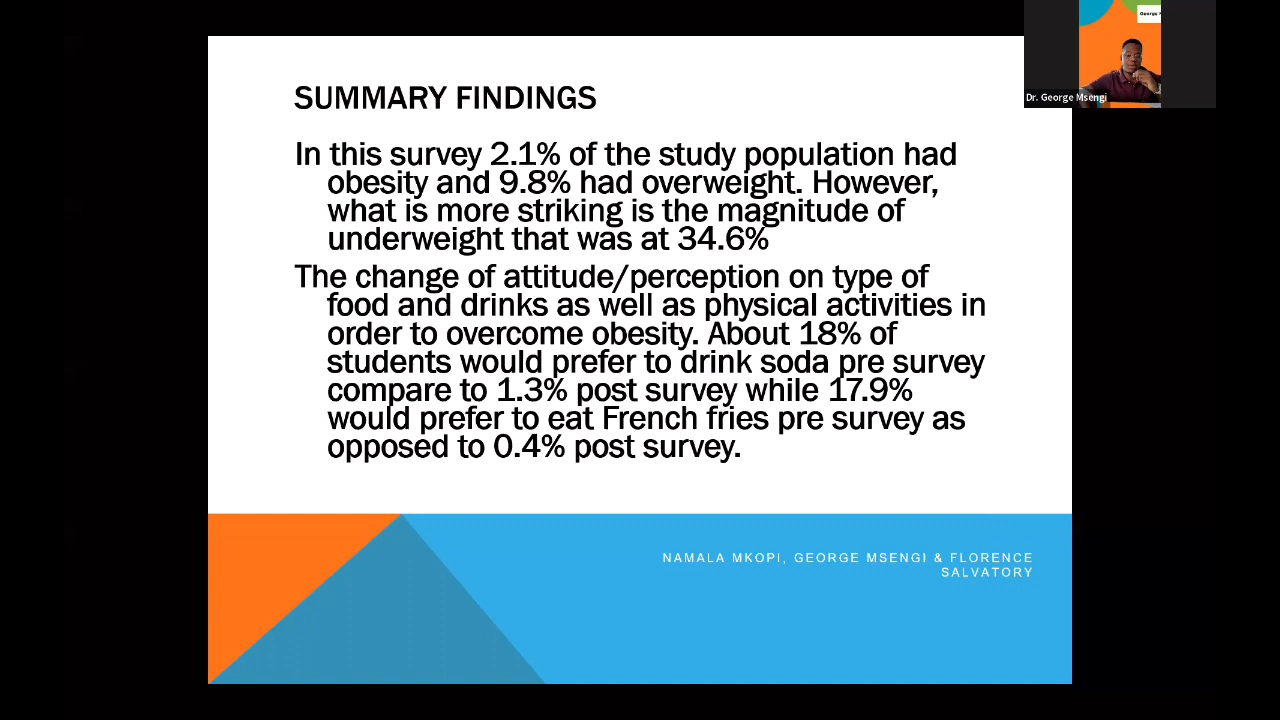 SUMMARY FINDINGS
In this survey 2.1% of the study population had
obesity and 9.8% had overweight. However,
what is more striking is the magnitude of
underweight that was at 34.6%
The change of attitude/perception on type of
food and drinks as well as physical activities in
order to overcome obesity. About 18% of
students would prefer to drink soda pre survey
compare to 1.3% post survey while 17.9%
would prefer to eat French fries pre survey as
opposed to 0.4% post survey.
NAMALA MKOPI, GEORGE MSENGI & FLORENCE
SALVATORY
George
Dr. George Msengi